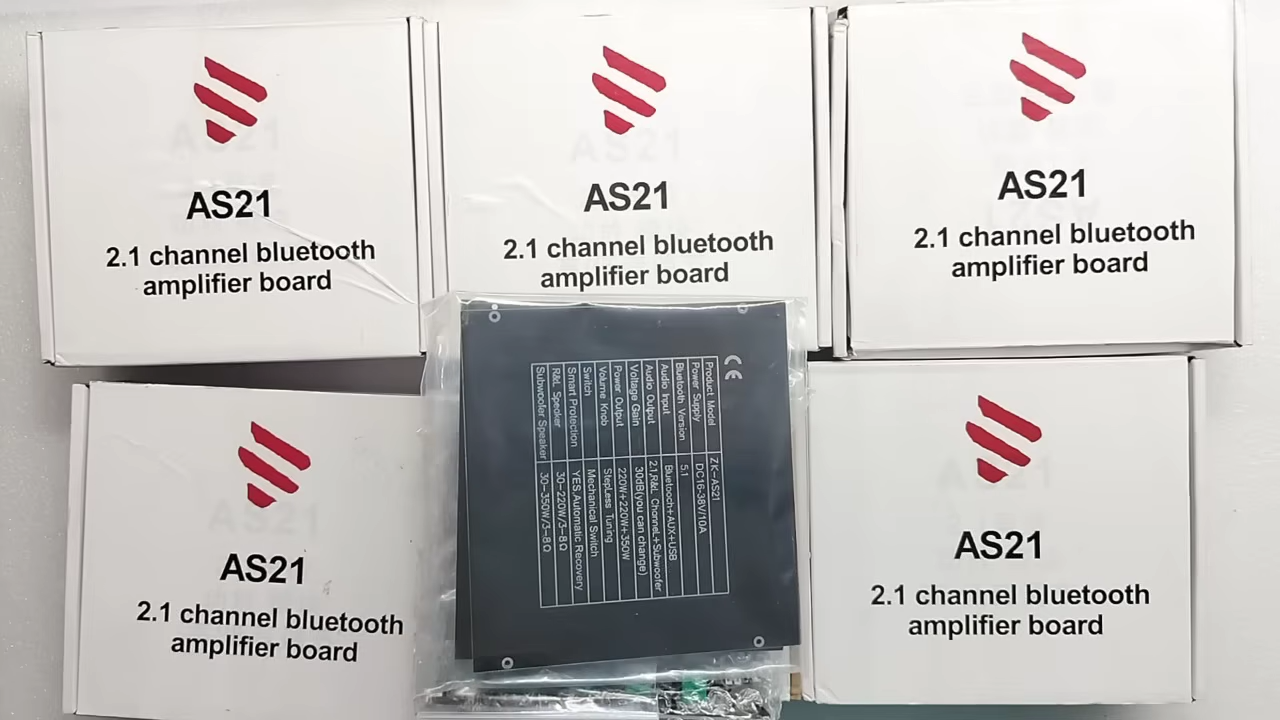 AS21
2.1 channel bluetooth
amplifier board
AS21
2.1 channel bluetooth
amplifier board
AS21
2.1 channel bluetooth
amplifier board
AS21
2.1 channel bluetooth
amplifier board
CE
Product Model ZK-AS21
Power Supply DC16-38V/10A
Bluetooth Version 5.1
Audio Input Bluetooch+AUX+USB
Audio Output 2.1,R&L Channel+Subwoofer
Voltage Gain 30dB(you can change)
Power Output 220W+220W+350W
Volume Knob StepLess Tuning
Switch Mechanical Switch
Smart Protection YES,Automatic Recovery
R&L Speaker 30-220W/3-8Ω
Subwoofer Speaker 30-350W/3-8Ω
AS21
2.1 channel bluetooth
amplifier board